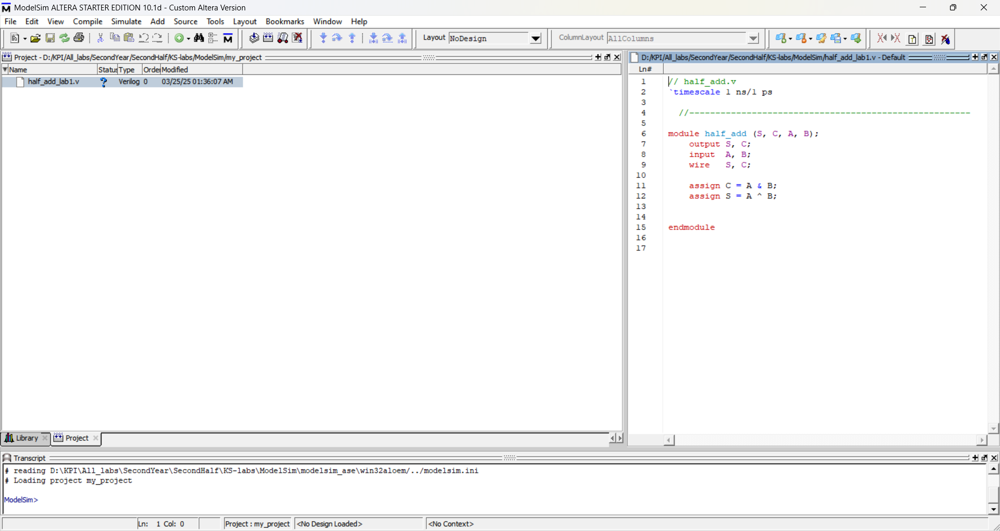 ModelSim ALTERA STARTER EDITION 10.1d - Custom Altera Version
File Edit View Compile Simulate Add Source Tools Layout Bookmarks Window Help
Layout NoDesign ColumnLayout AllColumns
Project - D:/KPI/All_labs/SecondYear/SecondHalf/KS-labs/ModelSim/my_project
Name Statu Type Orde Modified
half_add_lab1.v ? Verilog 0 03/25/25 01:36:07 AM
D:/KPI/All_labs/SecondYear/SecondHalf/KS-labs/ModelSim/half_add_lab1.v - Default
Ln#
1 // half_add.v
2 `timescale 1 ns/1 ps
3
4 //------------------------------------------------------
5
6 module half_add (S, C, A, B);
7 output S, C;
8 input A, B;
9 wire S, C;
10
11 assign C = A & B;
12 assign S = A ^ B;
13
14
15 endmodule
16
17
Library Project
Transcript
# reading D:\KPI\All_labs\SecondYear\SecondHalf\KS-labs\ModelSim\modelsim_ase\win32aloem/../modelsim.ini
# Loading project my_project
ModelSim>
Ln: 1 Col: 0 Project : my_project <No Design Loaded> <No Context>